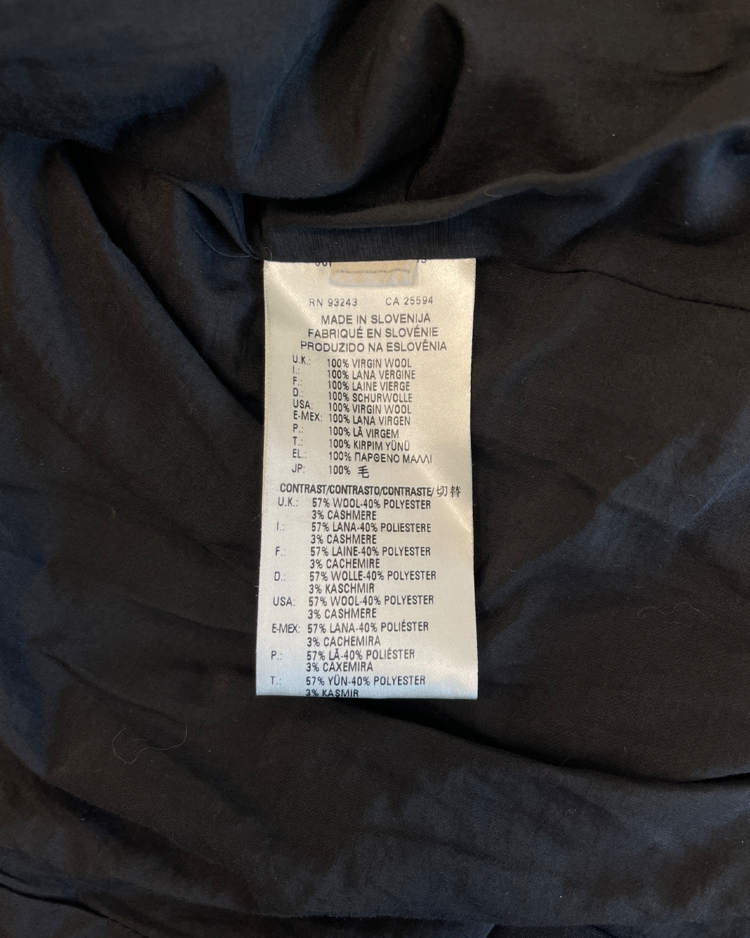 RN 93243 CA 25594
MADE IN SLOVENIJA
FABRIQUÉ EN SLOVÉNIE
PRODUZIDO NA ESLOVÊNIA
U.K.: 100% VIRGIN WOOL
I.: 100% LANA VERGINE
F.: 100% LAINE VIERGE
D.: 100% SCHURWOLLE
USA: 100% VIRGIN WOOL
E-MEX: 100% LANA VIRGEN
P.: 100% LÃ VIRGEM
T.: 100% KIRPIM YÜNÜ
EL.: 100% ΠΑΡΘΕΝΟ ΜΑΛΛΙ
JP: 100% 毛
CONTRAST/CONTRASTO/CONTRASTE/切替
U.K.: 57% WOOL-40% POLYESTER
3% CASHMERE
I.: 57% LANA-40% POLIESTERE
3% CASHMERE
F.: 57% LAINE-40% POLYESTER
3% CACHEMIRE
D.: 57% WOLLE-40% POLYESTER
3% KASCHMIR
USA: 57% WOOL-40% POLYESTER
3% CASHMERE
E-MEX: 57% LANA-40% POLIÉSTER
3% CACHEMIRA
P.: 57% LÃ-40% POLIÉSTER
3% CAXEMIRA
T.: 57% YÜN-40% POLYESTER
3% KASMIR